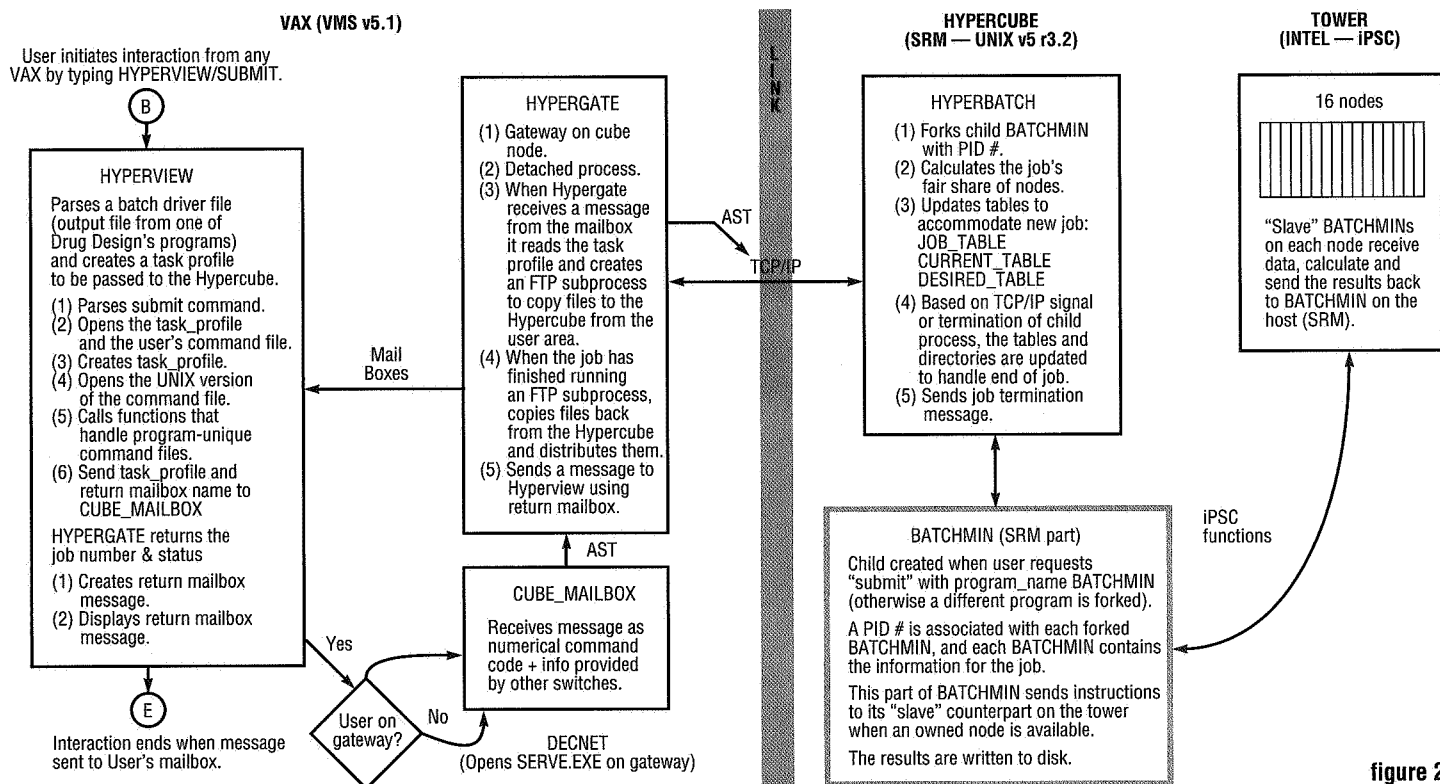 VAX (VMS v5.1)
User initiates interaction from any
VAX by typing HYPERVIEW/SUBMIT.
B
HYPERVIEW
Parses a batch driver file
(output file from one of
Drug Design's programs)
and creates a task profile
to be passed to the Hypercube.
(1) Parses submit command.
(2) Opens the task_profile
and the user's command file.
(3) Creates task_profile.
(4) Opens the UNIX version
of the command file.
(5) Calls functions that
handle program-unique
command files.
(6) Send task_profile and
return mailbox name to
CUBE_MAILBOX
HYPERGATE returns the
job number & status
(1) Creates return mailbox
message.
(2) Displays return mailbox
message.
E
Interaction ends when message
sent to User's mailbox.
Mail
Boxes
Yes
User on
gateway?
No
HYPERGATE
(1) Gateway on cube
node.
(2) Detached process.
(3) When Hypergate
receives a message
from the mailbox
it reads the task
profile and creates
an FTP subprocess
to copy files to the
Hypercube from the
user area.
(4) When the job has
finished running
an FTP subprocess,
copies files back
from the Hypercube
and distributes them.
(5) Sends a message to
Hyperview using
return mailbox.
AST
CUBE_MAILBOX
Receives message as
numerical command
code + info provided
by other switches.
DECNET
(Opens SERVE.EXE on gateway)
LINK
AST
TCP/IP
HYPERCUBE
(SRM — UNIX v5 r3.2)
HYPERBATCH
(1) Forks child BATCHMIN
with PID #.
(2) Calculates the job's
fair share of nodes.
(3) Updates tables to
accommodate new job:
JOB_TABLE
CURRENT_TABLE
DESIRED_TABLE
(4) Based on TCP/IP signal
or termination of child
process, the tables and
directories are updated
to handle end of job.
(5) Sends job termination
message.
BATCHMIN (SRM part)
Child created when user requests
"submit" with program_name BATCHMIN
(otherwise a different program is forked).
A PID # is associated with each forked
BATCHMIN, and each BATCHMIN contains
the information for the job.
This part of BATCHMIN sends instructions
to its "slave" counterpart on the tower
when an owned node is available.
The results are written to disk.
TOWER
(INTEL — iPSC)
16 nodes
"Slave" BATCHMINs
on each node receive
data, calculate and
send the results back
to BATCHMIN on the
host (SRM).
iPSC
functions
figure 2